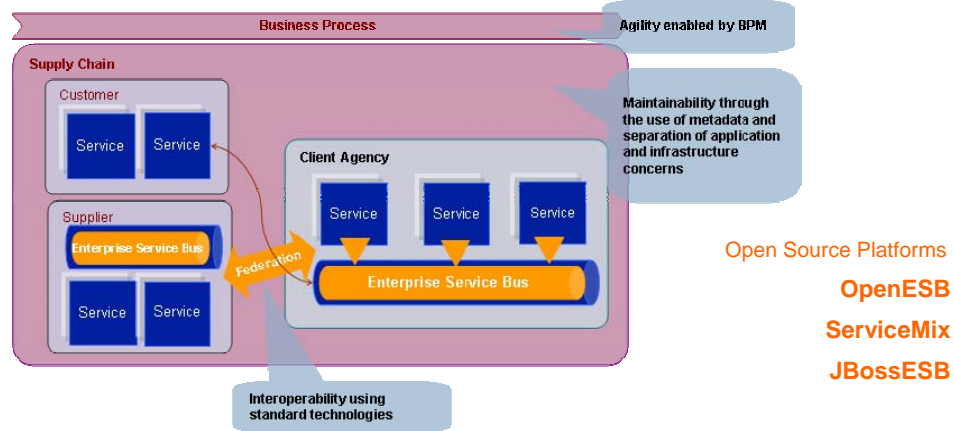 Business Process
Agility enabled by BPM
Supply Chain
Customer
Service
Service
Maintainability through
the use of metadata and
separation of application
and infrastructure
concerns
Client Agency
Service
Service
Service
Supplier
Enterprise Service Bus
Federation
Enterprise Service Bus
Service
Service
Open Source Platforms
OpenESB
ServiceMix
JBossESB
Interoperability using
standard technologies